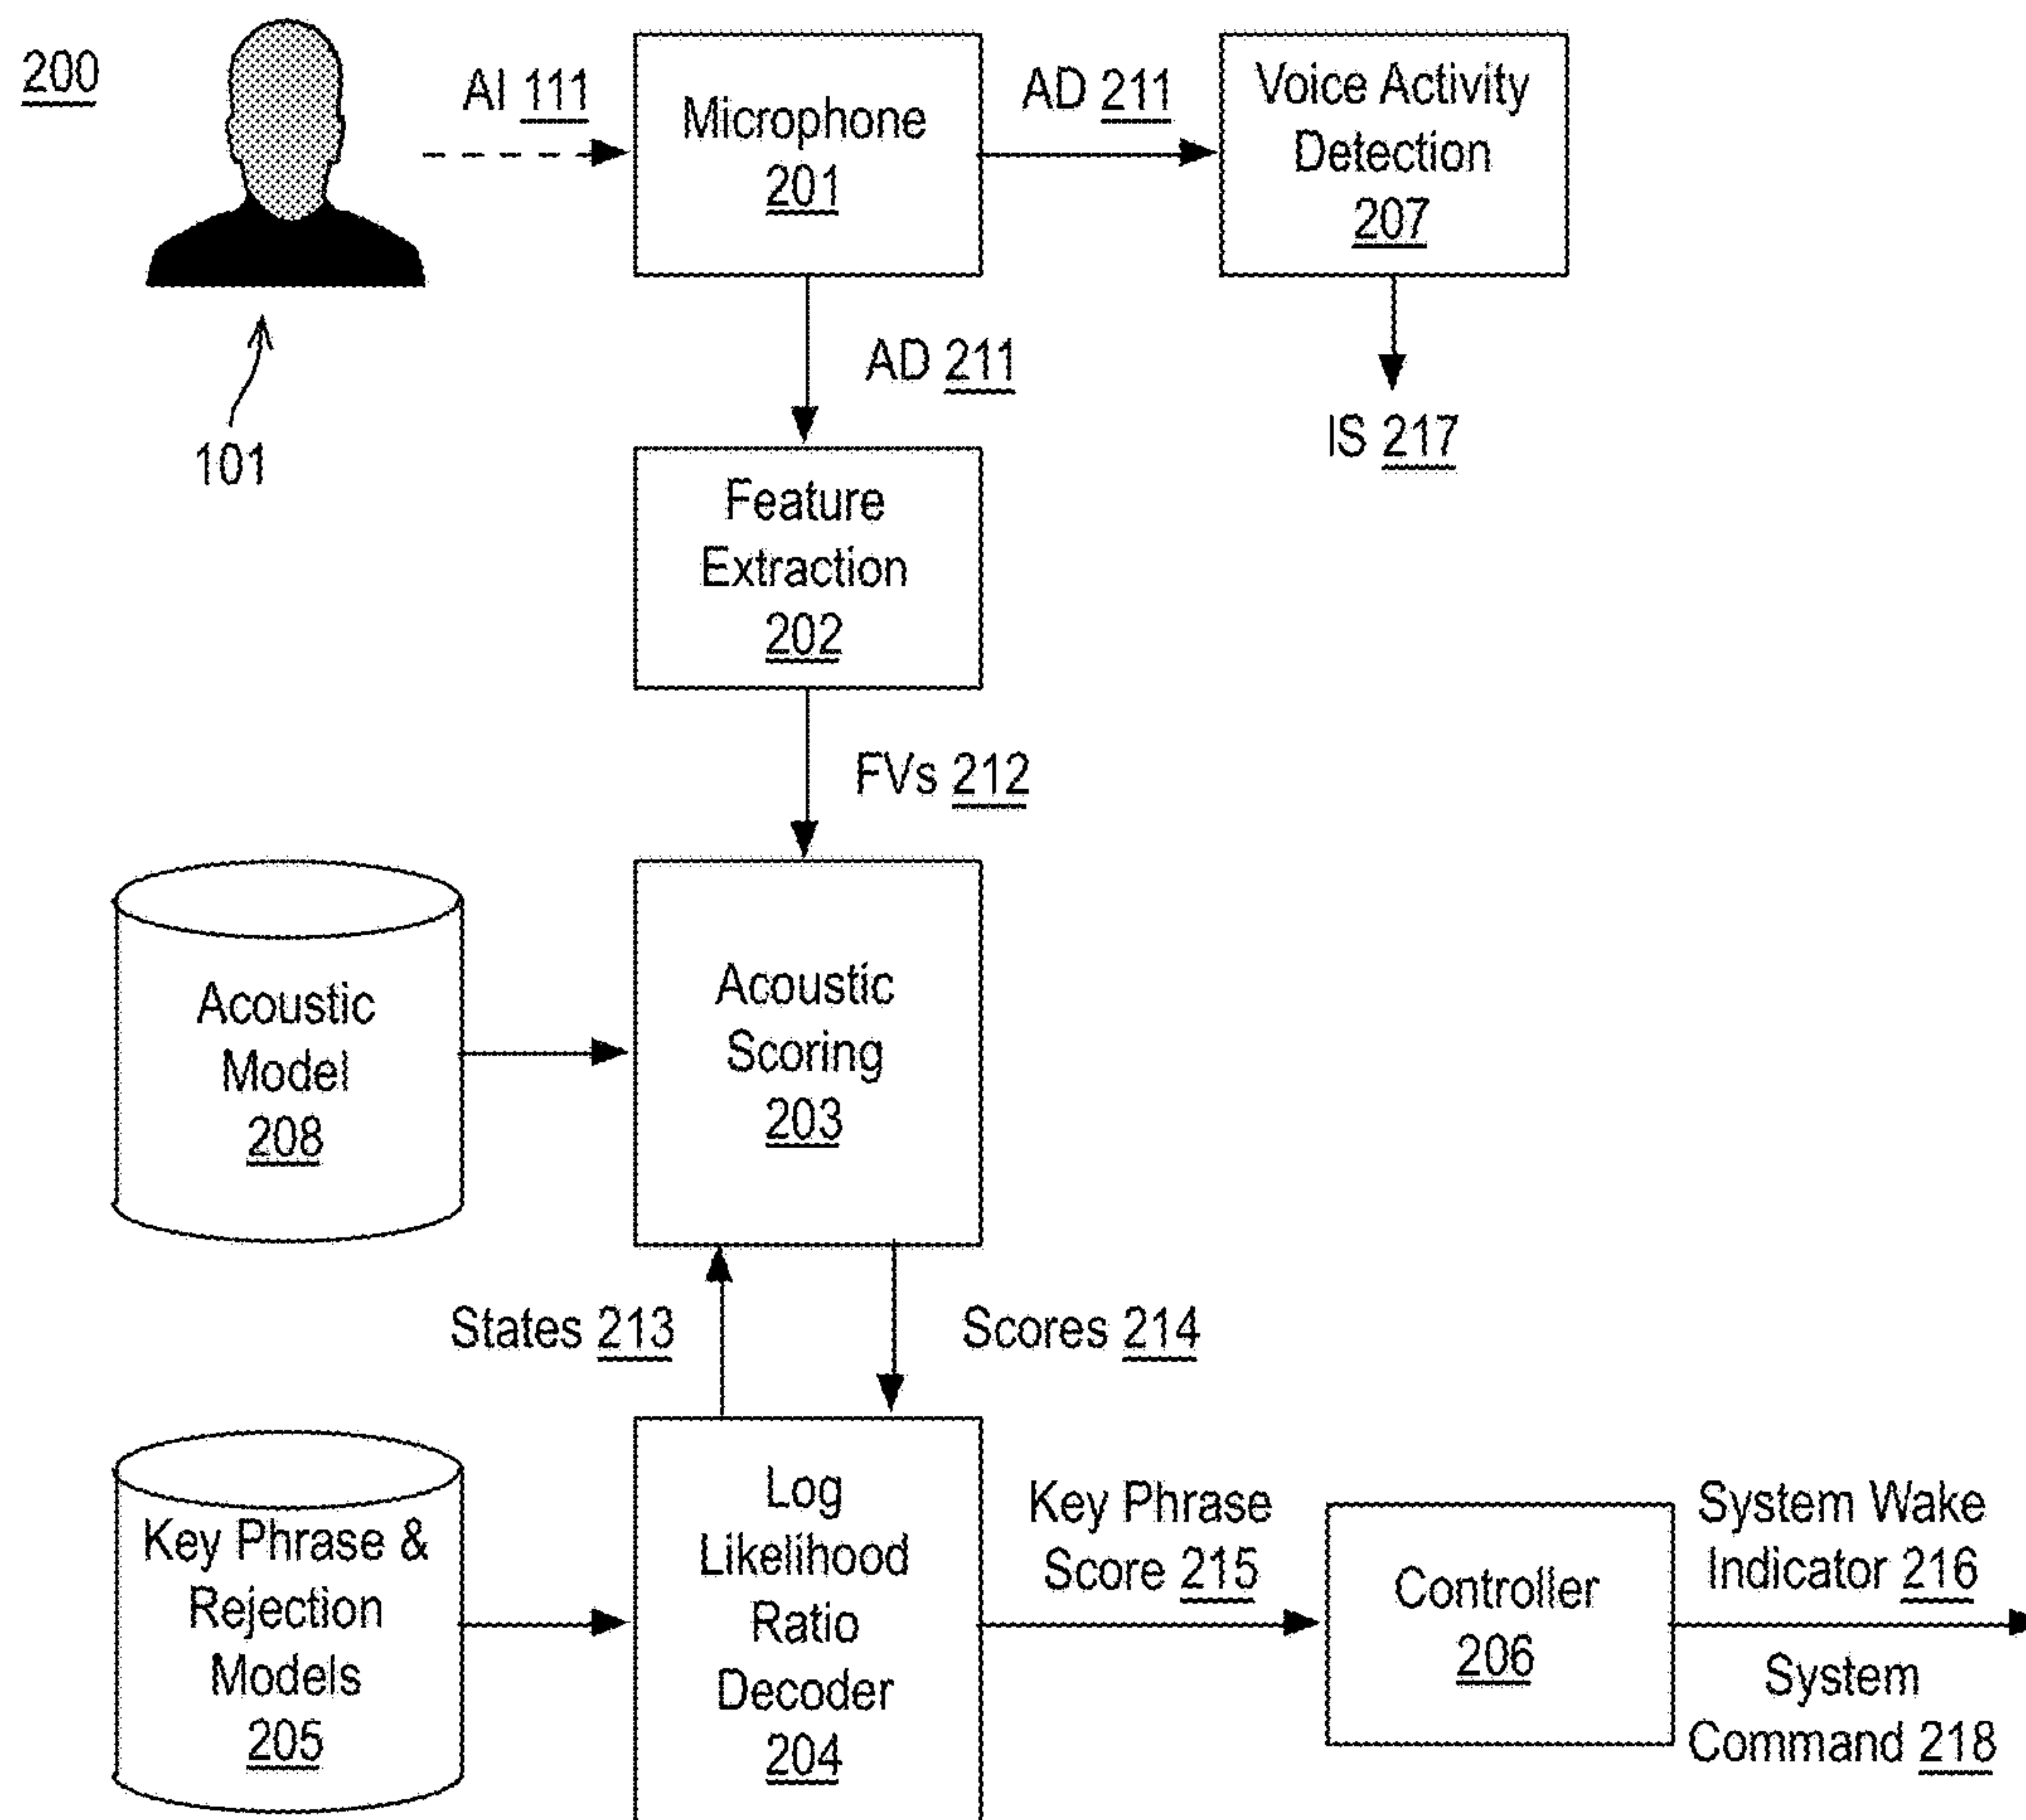 200
AI 111
Microphone
201
AD 211
Voice Activity
Detection
207
101
AD 211
IS 217
Feature
Extraction
202
FVs 212
Acoustic
Model
208
Acoustic
Scoring
203
States 213
Scores 214
Key Phrase &
Rejection
Models
205
Log
Likelihood
Ratio
Decoder
204
Key Phrase
Score 215
Controller
206
System Wake
Indicator 216
System
Command 218